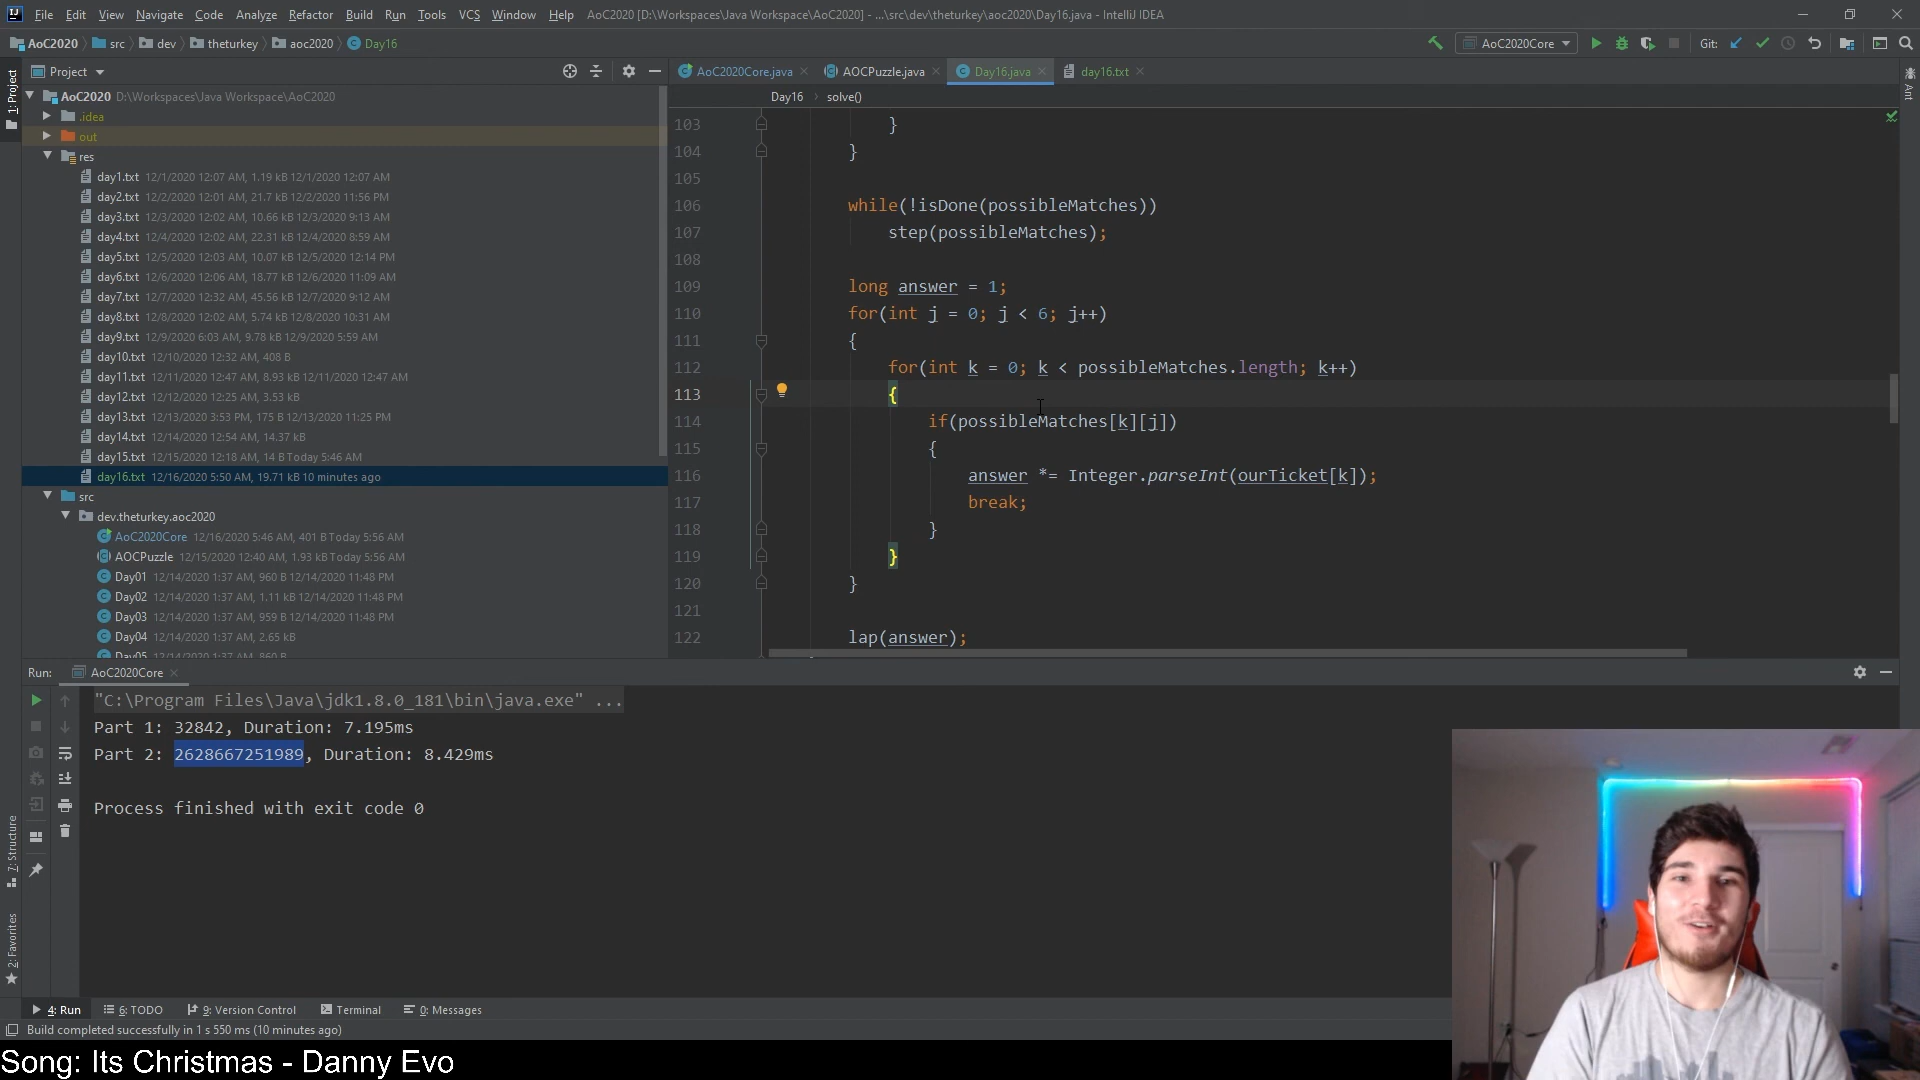 File Edit View Navigate Code Analyze Refactor Build Run Tools VCS Window Help AoC2020 [D:\Workspaces\Java Workspace\AoC2020] - ...\src\dev\theturkey\aoc2020\Day16.java - IntelliJ IDEA
AoC2020 src dev theturkey aoc2020 Day16 AoC2020Core Git:
1: Project
Project
AoC2020Core.java AOCPuzzle.java Day16.java day16.txt
Ant
Day16 solve()
AoC2020 D:\Workspaces\Java Workspace\AoC2020
.idea
out
res
day1.txt 12/1/2020 12:07 AM, 1.19 kB 12/1/2020 12:07 AM
day2.txt 12/2/2020 12:01 AM, 21.7 kB 12/2/2020 11:56 PM
day3.txt 12/3/2020 12:02 AM, 10.66 kB 12/3/2020 9:13 AM
day4.txt 12/4/2020 12:02 AM, 22.31 kB 12/4/2020 8:59 AM
day5.txt 12/5/2020 12:03 AM, 10.07 kB 12/5/2020 12:14 PM
day6.txt 12/6/2020 12:06 AM, 18.77 kB 12/6/2020 11:09 AM
day7.txt 12/7/2020 12:32 AM, 45.56 kB 12/7/2020 9:12 AM
day8.txt 12/8/2020 12:02 AM, 5.74 kB 12/8/2020 10:31 AM
day9.txt 12/9/2020 6:03 AM, 9.78 kB 12/9/2020 5:59 AM
day10.txt 12/10/2020 12:32 AM, 408 B
day11.txt 12/11/2020 12:47 AM, 8.93 kB 12/11/2020 12:47 AM
day12.txt 12/12/2020 12:25 AM, 3.53 kB
day13.txt 12/13/2020 3:53 PM, 175 B 12/13/2020 11:25 PM
day14.txt 12/14/2020 12:54 AM, 14.37 kB
day15.txt 12/15/2020 12:18 AM, 14 B Today 5:46 AM
day16.txt 12/16/2020 5:50 AM, 19.71 kB 10 minutes ago
src
dev.theturkey.aoc2020
AoC2020Core 12/16/2020 5:46 AM, 401 B Today 5:56 AM
AOCPuzzle 12/15/2020 12:40 AM, 1.93 kB Today 5:56 AM
Day01 12/14/2020 1:37 AM, 960 B 12/14/2020 11:48 PM
Day02 12/14/2020 1:37 AM, 1.11 kB 12/14/2020 11:48 PM
Day03 12/14/2020 1:37 AM, 959 B 12/14/2020 11:48 PM
Day04 12/14/2020 1:37 AM, 2.65 kB
Day05 12/14/2020 1:37 AM, 860 B
103 }
104 }
105
106 while(!isDone(possibleMatches))
107 step(possibleMatches);
108
109 long answer = 1;
110 for(int j = 0; j < 6; j++)
111 {
112 for(int k = 0; k < possibleMatches.length; k++)
113 {
114 if(possibleMatches[k][j])
115 {
116 answer *= Integer.parseInt(ourTicket[k]);
117 break;
118 }
119 }
120 }
121
122 lap(answer);
Run: AoC2020Core
"C:\Program Files\Java\jdk1.8.0_181\bin\java.exe" ...
Part 1: 32842, Duration: 7.195ms
Part 2: 2628667251989, Duration: 8.429ms
Process finished with exit code 0
7: Structure
2: Favorites
4: Run 6: TODO 9: Version Control Terminal 0: Messages
Build completed successfully in 1 s 550 ms (10 minutes ago)
Song: Its Christmas - Danny Evo